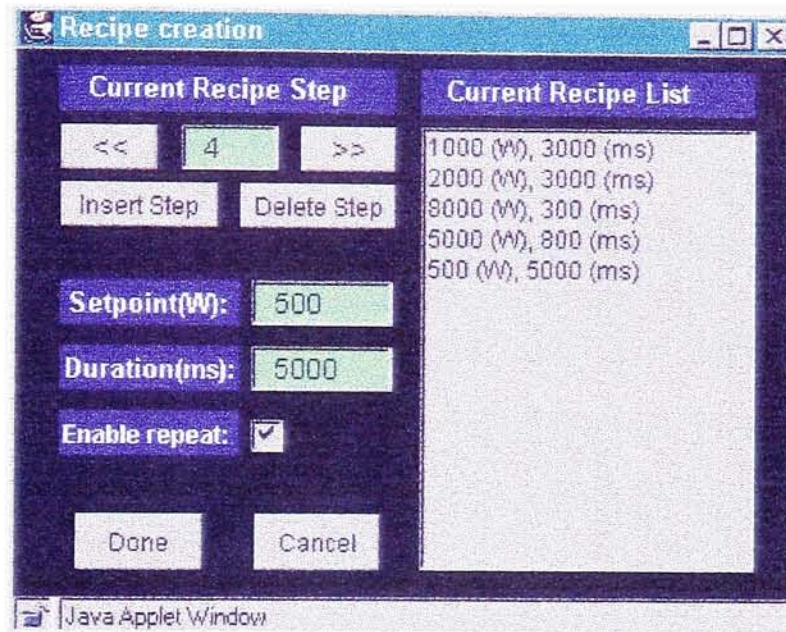 Recipe creation
Current Recipe Step
<< 4 >>
Insert Step Delete Step
Setpoint(W): 500
Duration(ms): 5000
Enable repeat:
Done Cancel
Current Recipe List
1000 (W), 3000 (ms)
2000 (W), 3000 (ms)
8000 (W), 300 (ms)
5000 (W), 800 (ms)
500 (W), 5000 (ms)
Java Applet Window